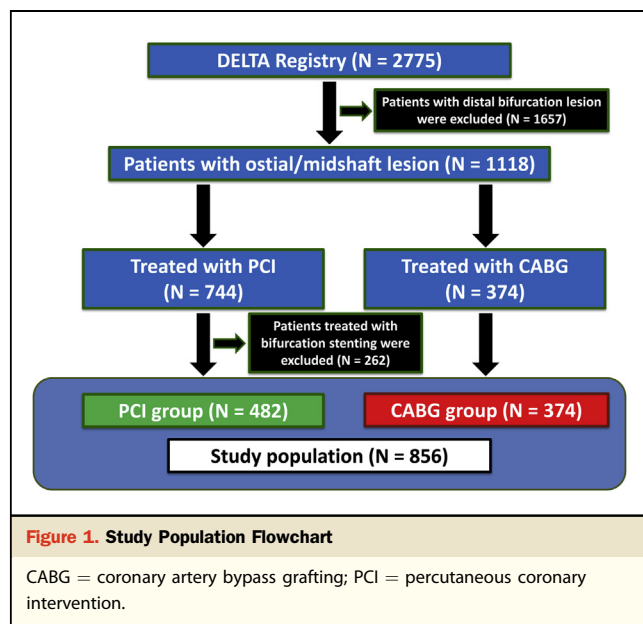 DELTA Registry (N = 2775)
Patients with distal bifurcation lesion
were excluded (N = 1657)
Patients with ostial/midshaft lesion (N = 1118)
Treated with PCI
(N = 744)
Treated with CABG
(N = 374)
Patients treated with
bifurcation stenting were
excluded (N = 262)
PCI group (N = 482)
CABG group (N = 374)
Study population (N = 856)
Figure 1. Study Population Flowchart
CABG = coronary artery bypass grafting; PCI = percutaneous coronary
intervention.